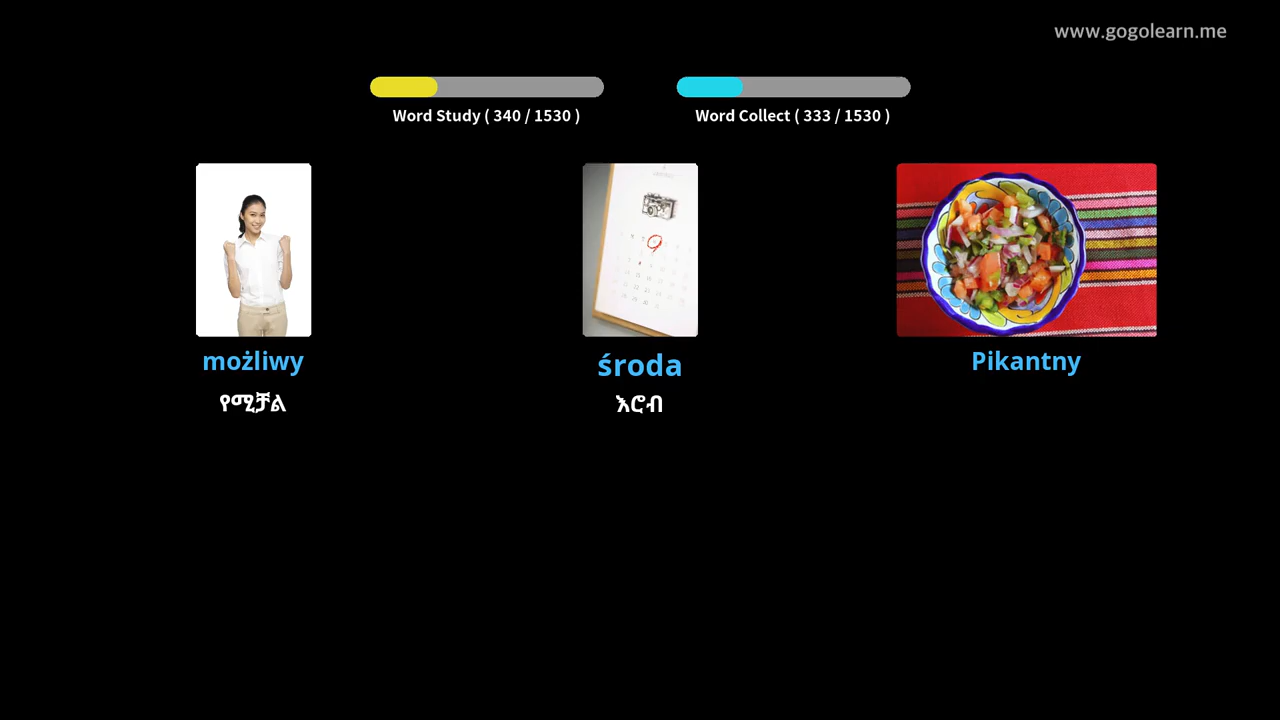 www.gogolearn.me
Word Study ( 340 / 1530 )
Word Collect ( 333 / 1530 )
możliwy
የሚቻል
środa
እሮብ
Pikantny